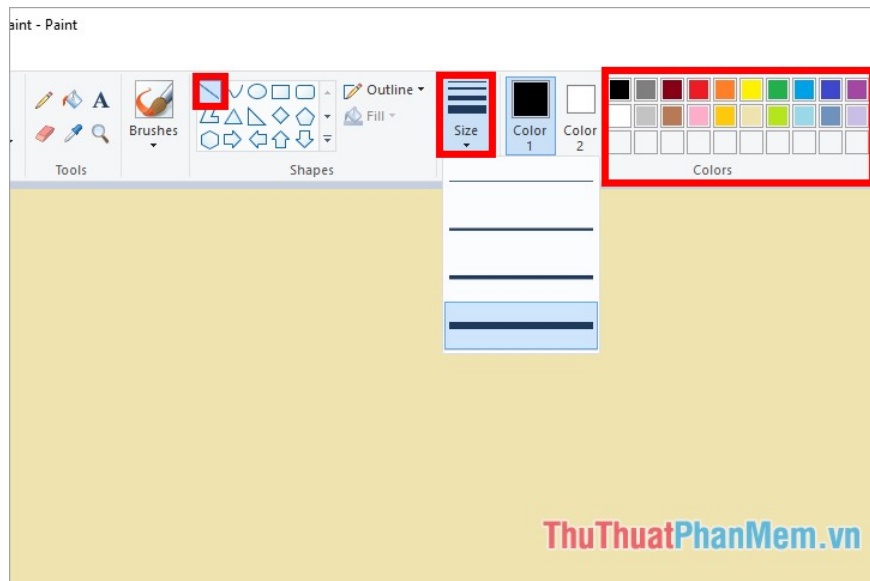 aint - Paint
A
Outline
Fill
Brushes
Size
Color
1
Color
2
Tools
Shapes
Colors
ThuThuatPhanMem.vn